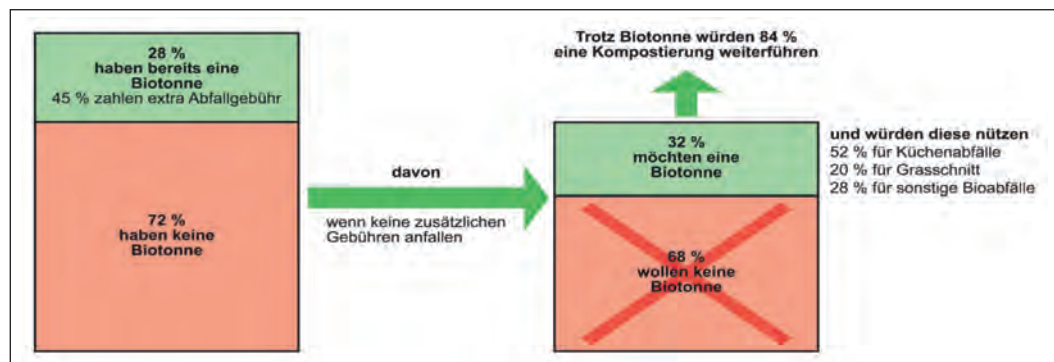 28 %
haben bereits eine
Biotonne
45 % zahlen extra Abfallgebühr
72 %
haben keine
Biotonne
davon
wenn keine zusätzlichen
Gebühren anfallen
Trotz Biotonne würden 84 %
eine Kompostierung weiterführen
32 %
möchten eine
Biotonne
68 %
wollen keine
Biotonne
und würden diese nützen
52 % für Küchenabfälle
20 % für Grasschnitt
28 % für sonstige Bioabfälle